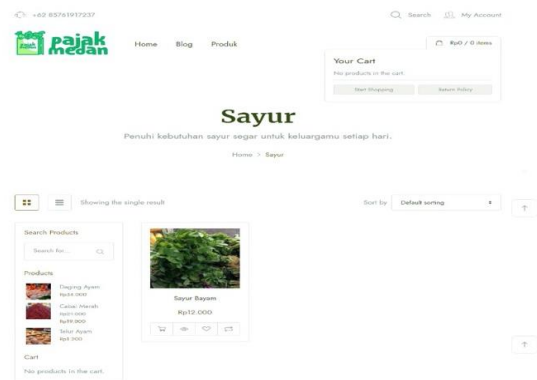 +62 85761917237
Search
My Account
pajak
medan
Home
Blog
Produk
Rp0 / 0 items
Your Cart
No products in the cart.
Start Shopping
Return Policy
Sayur
Penuhi kebutuhan sayur segar untuk keluargamu setiap hari.
Home > Sayur
Showing the single result
Sort by
Default sorting
Search Products
Search for...
Products
Daging Ayam
Cabai Merah
Telur Ayam
Cart
No products in the cart.
Sayur Bayam
Rp12.000